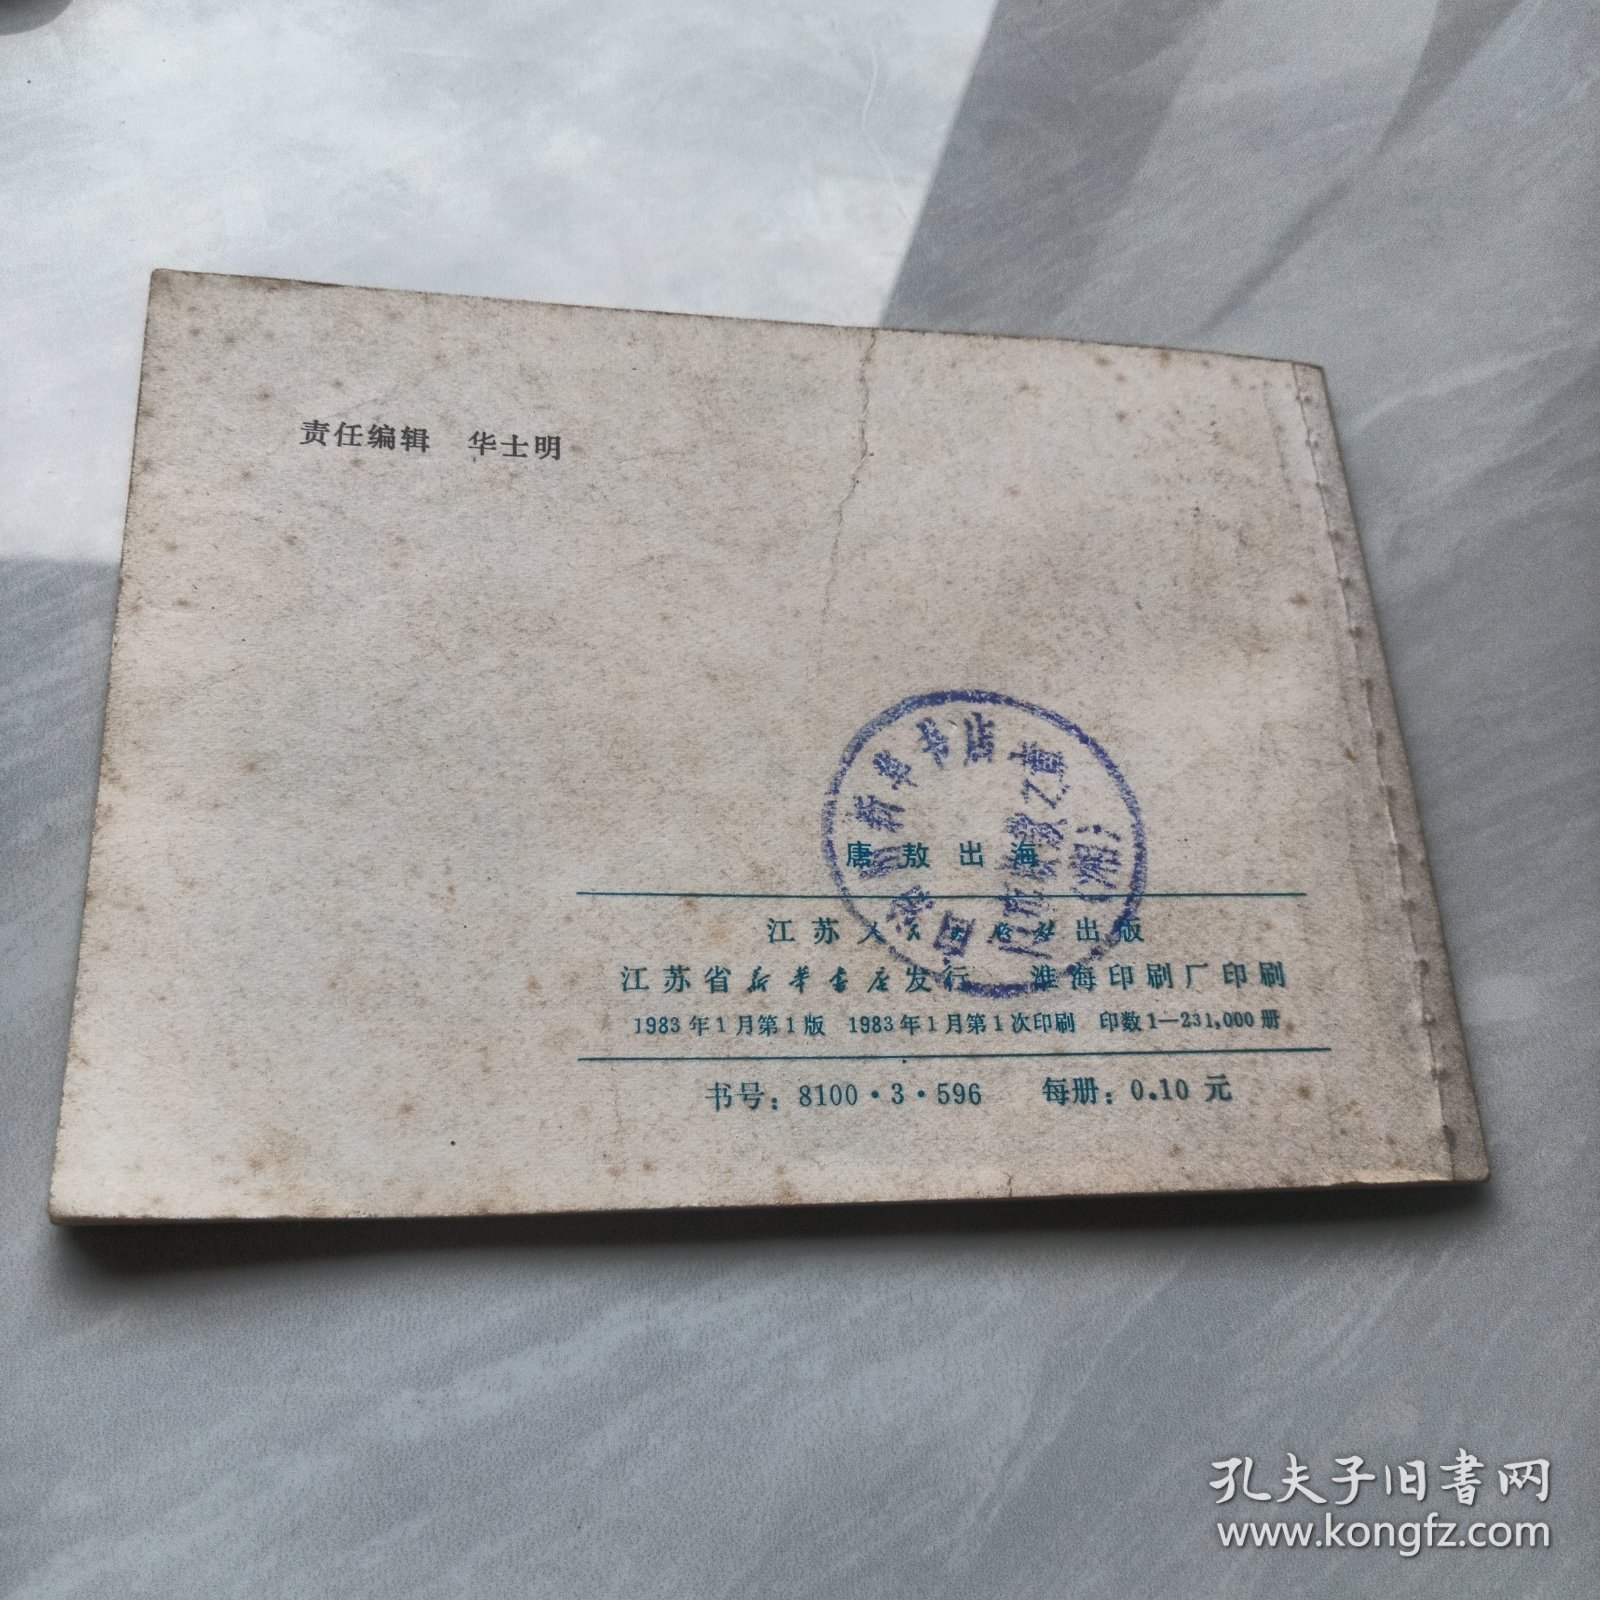 责任编辑 华士明
唐敖出海
江苏人民出版社出版
江苏省新华书店发行 淮海印刷厂印刷
1983年1月第1版 1983年1月第1次印刷 印数1—231,000册
书号：8100·3·596 每册：0.10元
新华书店
之章
孔夫子旧书网
www.kongfz.com